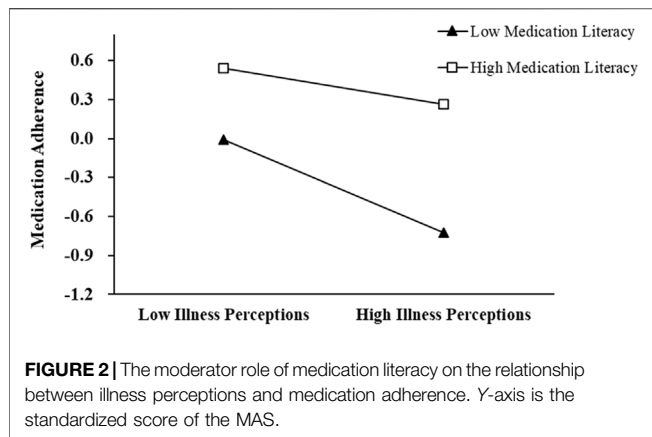 Low Medication Literacy
High Medication Literacy
Medication Adherence
0.6
0.3
0.0
-0.3
-0.6
-0.9
-1.2
Low Illness Perceptions
High Illness Perceptions
FIGURE 2 | The moderator role of medication literacy on the relationship
between illness perceptions and medication adherence. Y-axis is the
standardized score of the MAS.